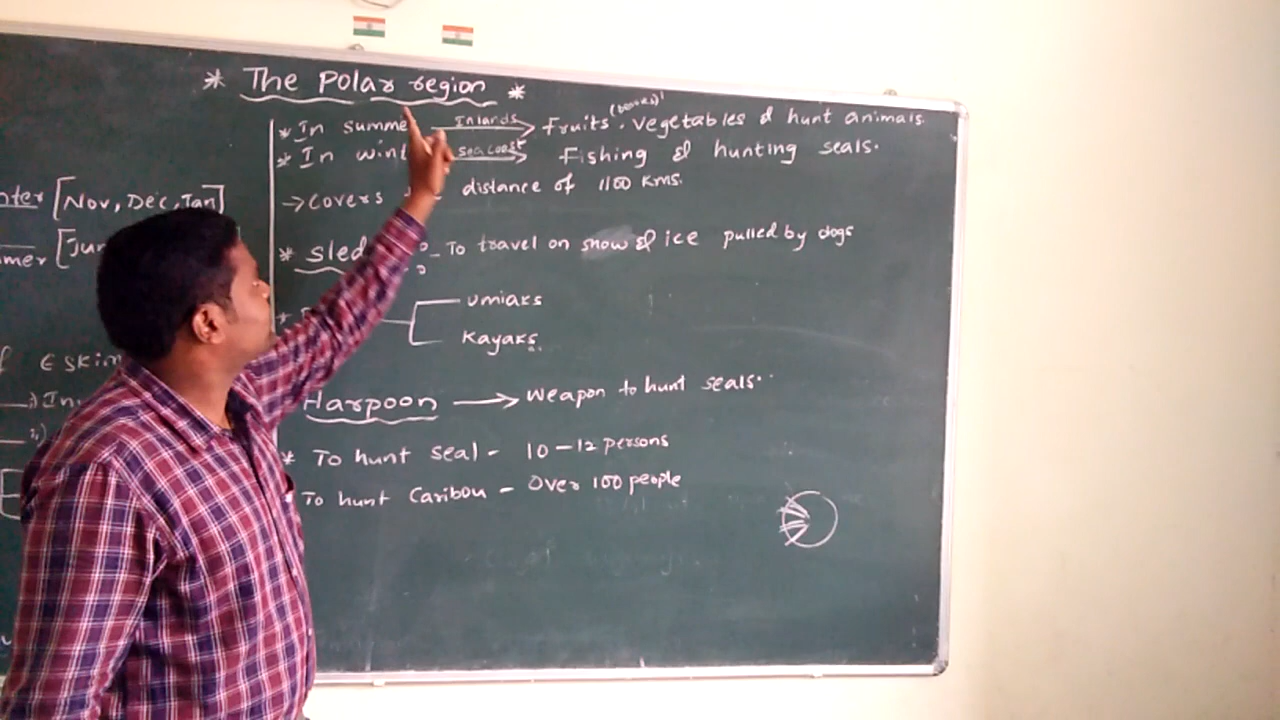 * The Polar region *
* In summe Inlands Fruits (berries), vegetables & hunt animals.
* In wint sea coast Fishing & hunting seals.
→ Covers distance of 1100 Kms.
* Sled - To travel on snow & ice pulled by dogs
umiaks
Kayaks.
Harpoon → Weapon to hunt seals.
* To hunt seal - 10-12 persons
To hunt Caribou - Over 100 people
nter [Nov, Dec, Jan]
mmer [Jun
f Eskim
i) In
ii)